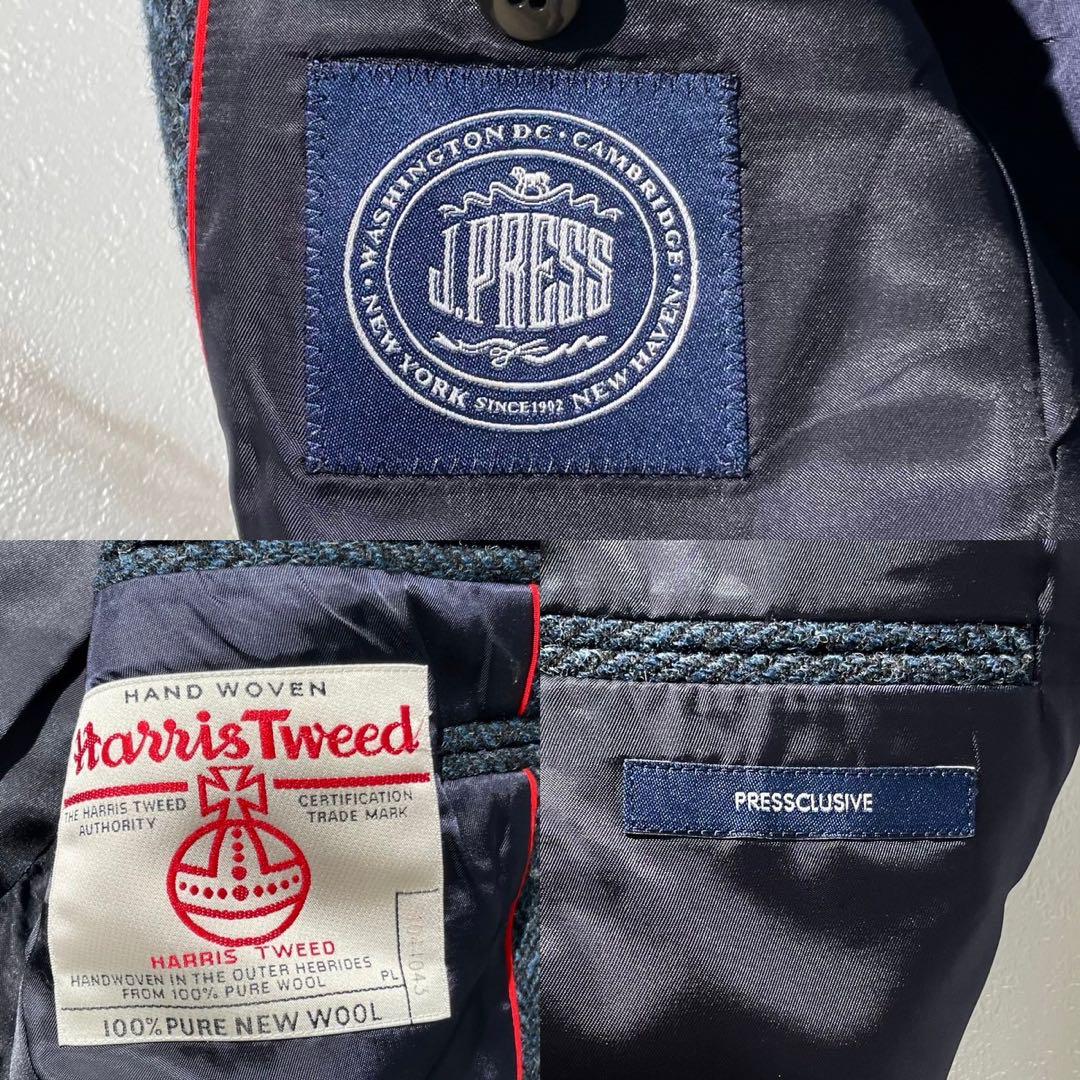 WASHINGTON DC · CAMBRIDGE · NEW HAVEN · NEW YORK
J.PRESS
SINCE 1902
HAND WOVEN
Harris Tweed
THE HARRIS TWEED AUTHORITY
CERTIFICATION TRADE MARK
HARRIS TWEED
HANDWOVEN IN THE OUTER HEBRIDES
FROM 100% PURE WOOL
PL
100% PURE NEW WOOL
PRESSCLUSIVE